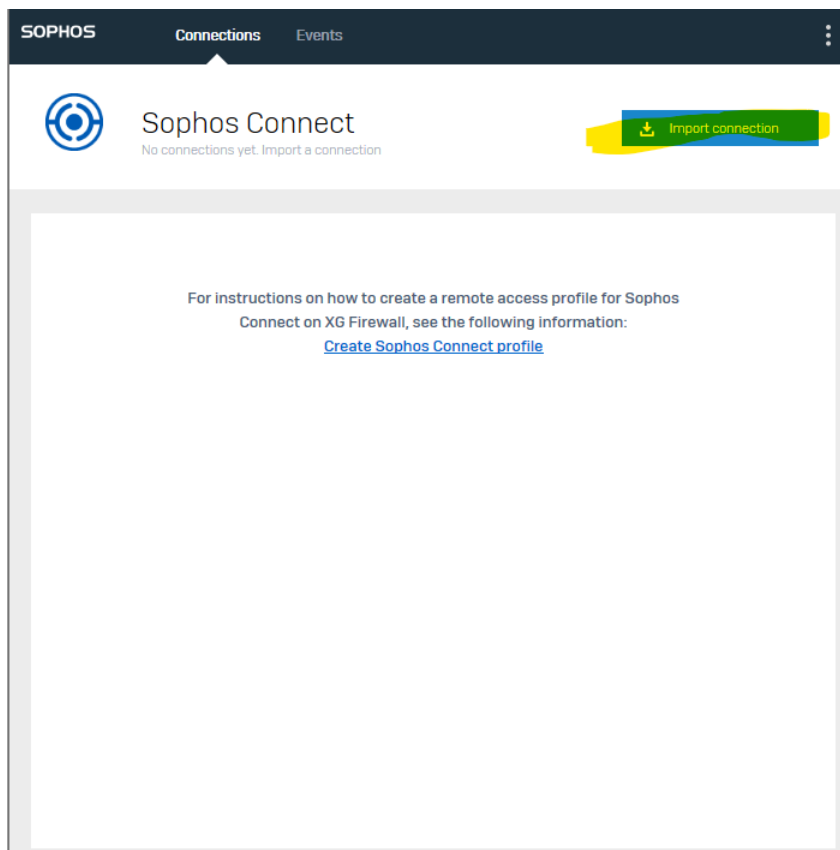 SOPHOS Connections Events
Sophos Connect
Import connection
No connections yet. Import a connection
For instructions on how to create a remote access profile for Sophos
Connect on XG Firewall, see the following information:
Create Sophos Connect profile